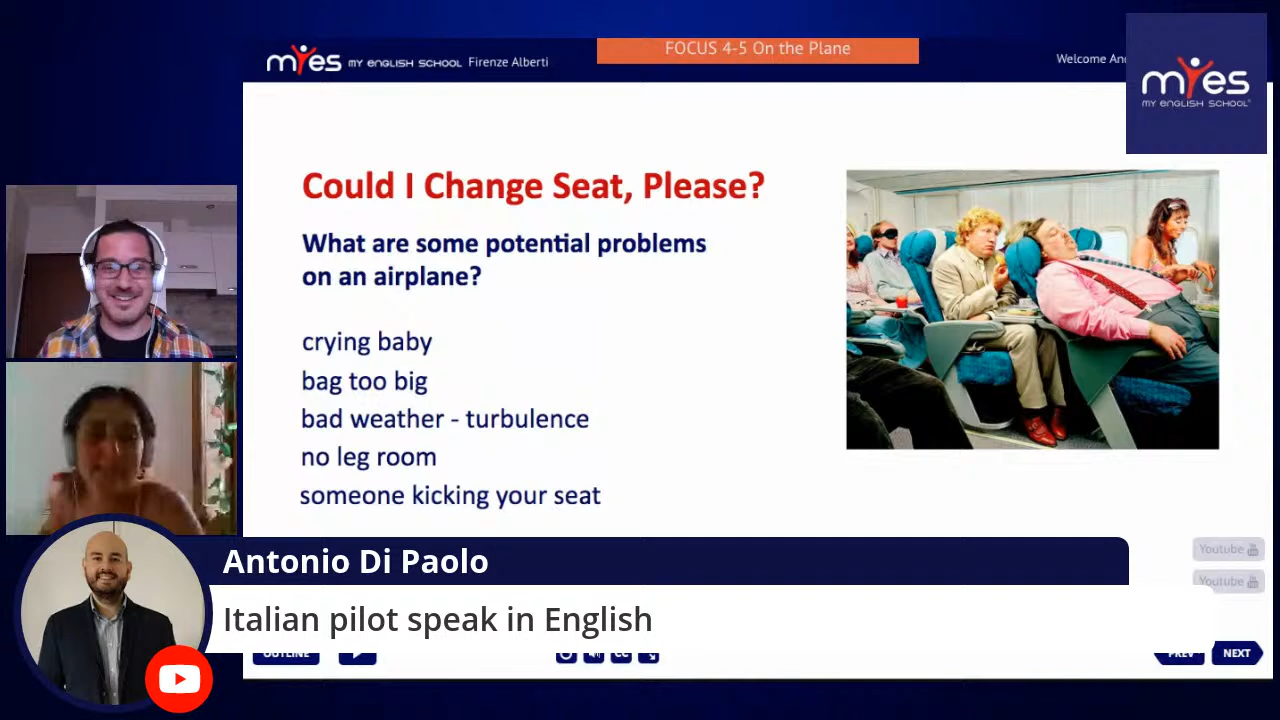 myes MY ENGLISH SCHOOL Firenze Alberti
FOCUS 4-5 On the Plane
Welcome
myes
MY ENGLISH SCHOOL
Could I Change Seat, Please?
What are some potential problems
on an airplane?
crying baby
bag too big
bad weather - turbulence
no leg room
someone kicking your seat
Youtube
Youtube
Antonio Di Paolo
Italian pilot speak in English
OUTLINE
CC
PREV
NEXT